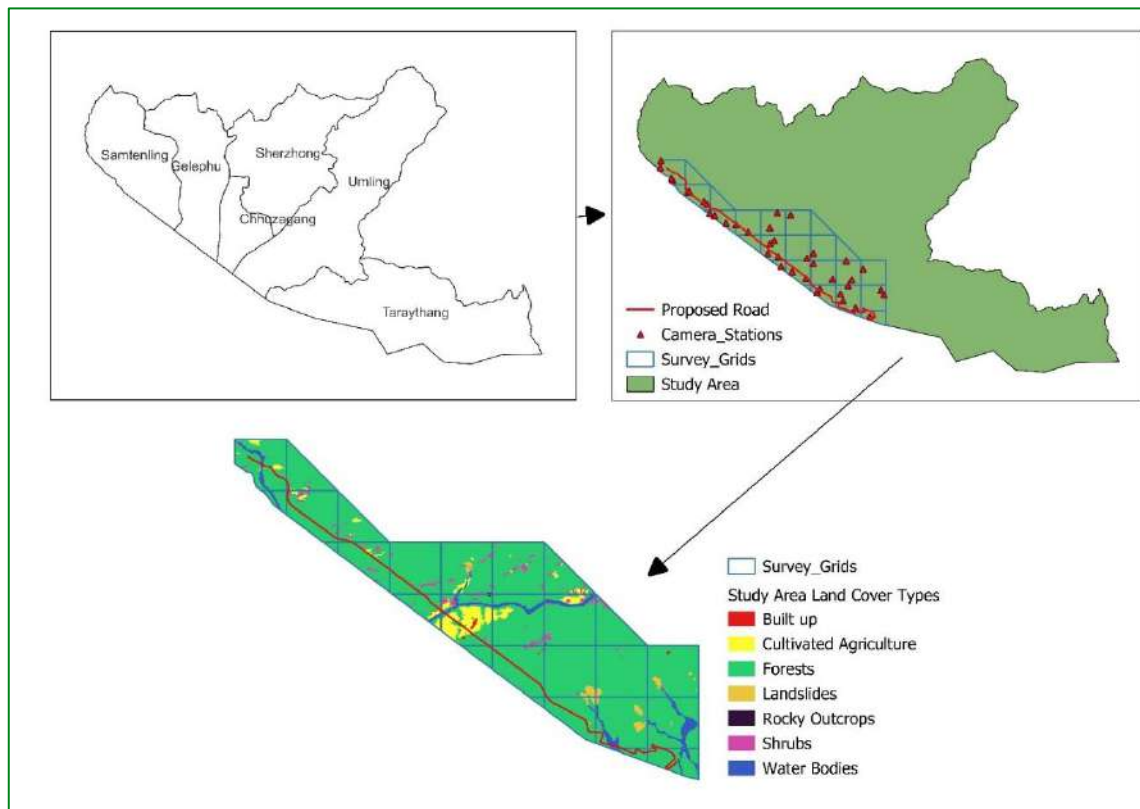 Samtenling
Gelephu
Sherzhong
Umling
Chhuzagang
Taraythang
Proposed Road
Camera_Stations
Survey_Grids
Study Area
Survey_Grids
Study Area Land Cover Types
Built up
Cultivated Agriculture
Forests
Landslides
Rocky Outcrops
Shrubs
Water Bodies